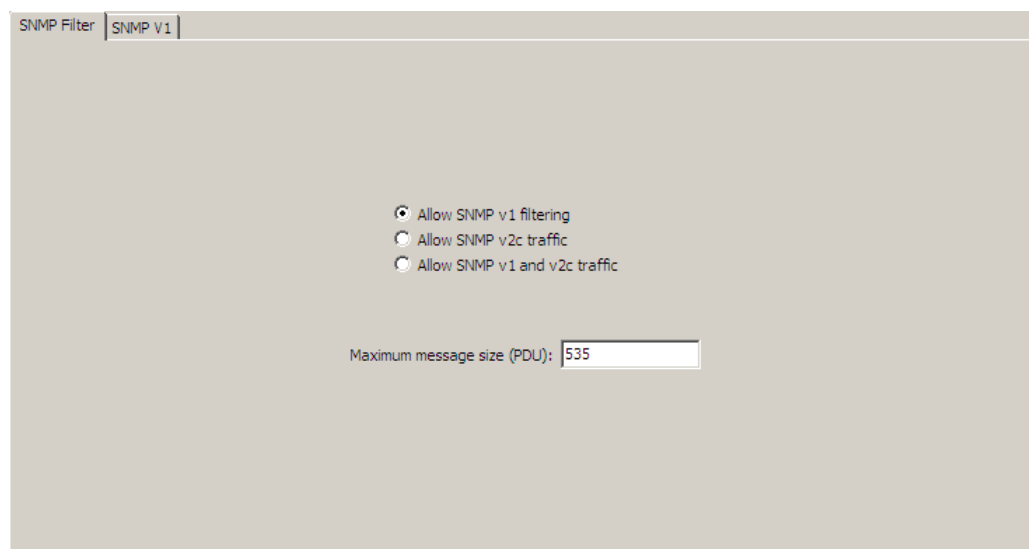 SNMP Filter SNMP V1
Allow SNMP v1 filtering
Allow SNMP v2c traffic
Allow SNMP v1 and v2c traffic
Maximum message size (PDU): 535